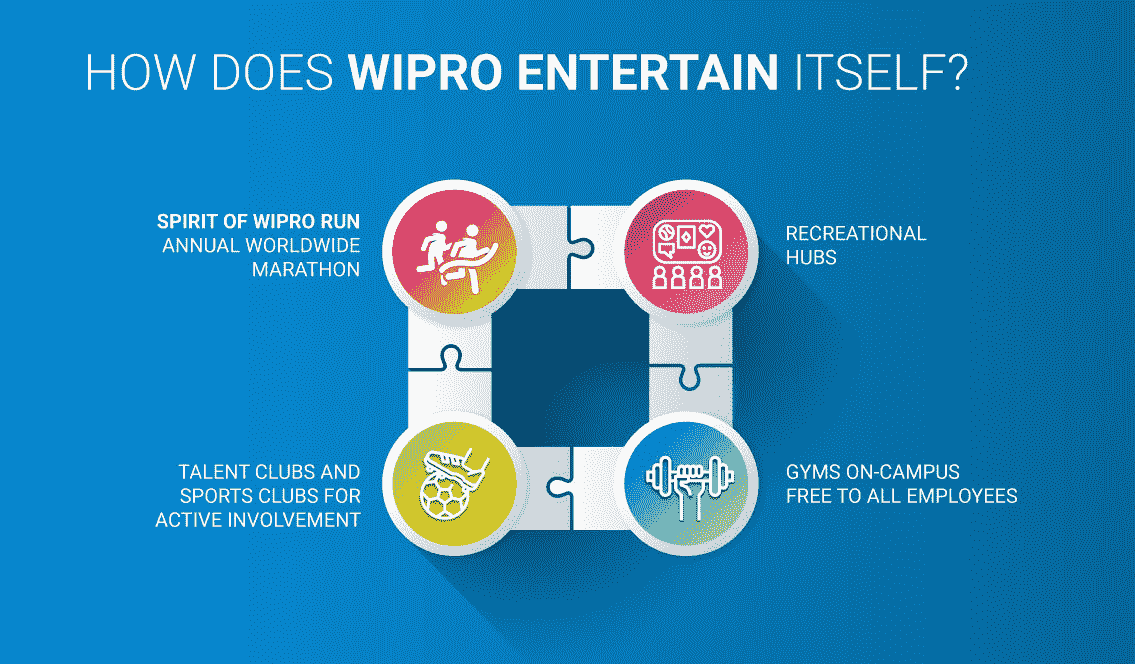 HOW DOES WIPRO ENTERTAIN ITSELF?
SPIRIT OF WIPRO RUN
ANNUAL WORLDWIDE
MARATHON
RECREATIONAL
HUBS
TALENT CLUBS AND
SPORTS CLUBS FOR
ACTIVE INVOLVEMENT
GYMS ON-CAMPUS
FREE TO ALL EMPLOYEES